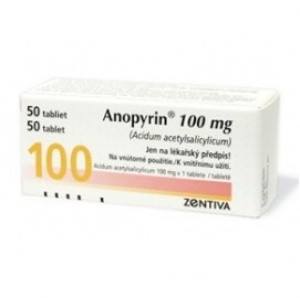 50 tabliet
50 tablet
Anopyrin® 100 mg
(Acidum acetylsalicylicum)
Jen na lékařský předpis!
Na vnútorné použitie/K vnitřnímu užití.
100
Acidum acetylsalicylicum 100 mg v 1 tablete / tabletě
ZENTIVA